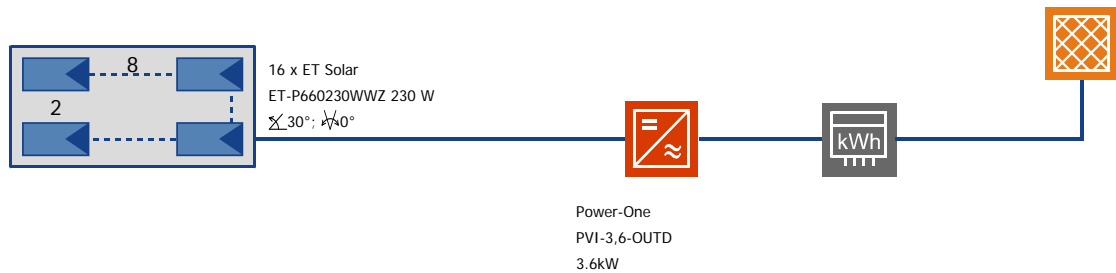 8
2
16 x ET Solar
ET-P660230WWZ 230 W
30°; 0°
kWh
Power-One
PVI-3,6-OUTD
3.6kW